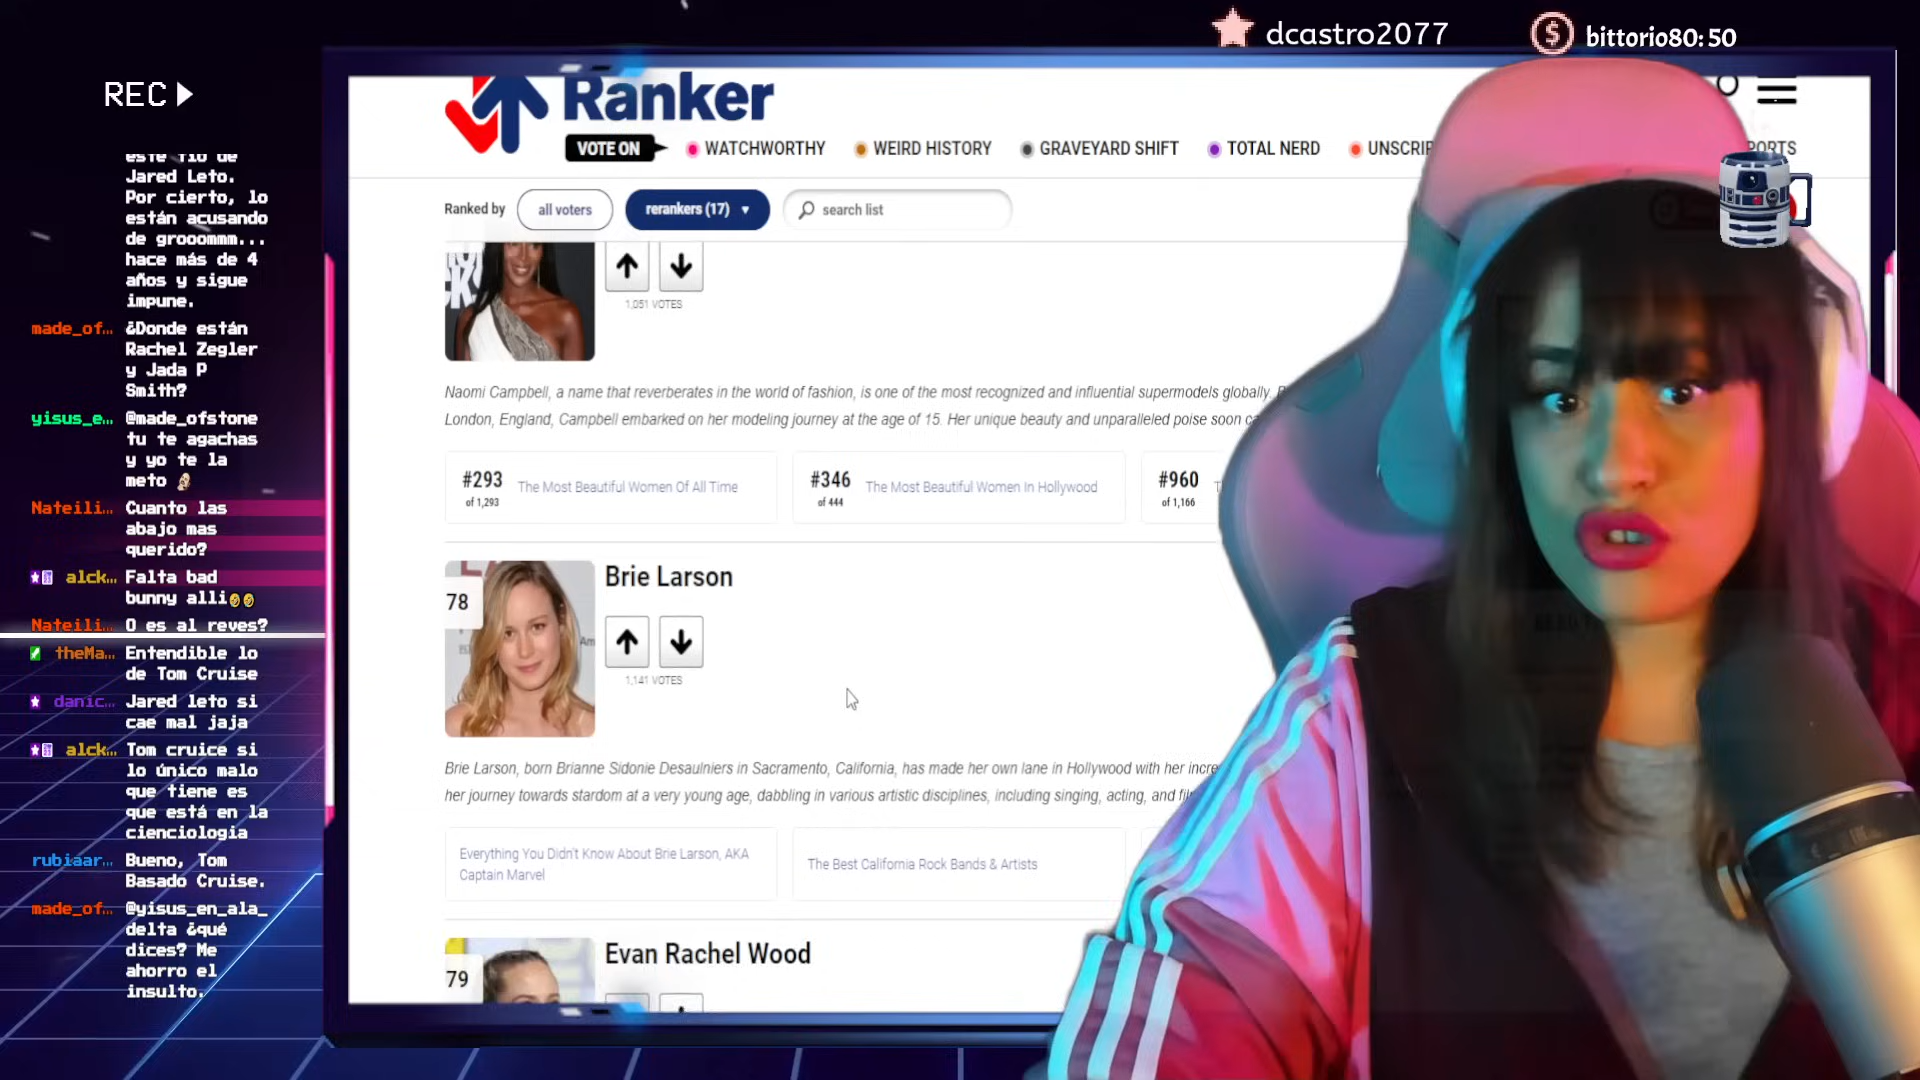 dcastro2077
bittorio80: 50
REC
este tio de
Jared Leto.
Por cierto, lo
están acusando
de grooommm...
hace más de 4
años y sigue
impune.
made_of... ¿Donde están
Rachel Zegler
y Jada P
Smith?
yisus_e... @made_ofstone
tu te agachas
y yo te la
meto
Nateili... Cuanto las
abajo mas
querido?
alck... Falta bad
bunny alli
Nateili... O es al reves?
theMa... Entendible lo
de Tom Cruise
danic... Jared leto si
cae mal jaja
alck... Tom cruice si
lo único malo
que tiene es
que está en la
cienciologia
rubiaar... Bueno, Tom
Basado Cruise.
made_of... @yisus_en_ala_
delta ¿qué
dices? Me
ahorro el
insulto.
Ranker
VOTE ON WATCHWORTHY WEIRD HISTORY GRAVEYARD SHIFT TOTAL NERD UNSCRIP PORTS
Ranked by all voters rerankers (17) search list
1,051 VOTES
Naomi Campbell, a name that reverberates in the world of fashion, is one of the most recognized and influential supermodels globally.
London, England, Campbell embarked on her modeling journey at the age of 15. Her unique beauty and unparalleled poise soon
#293 of 1,293 The Most Beautiful Women Of All Time
#346 of 444 The Most Beautiful Women In Hollywood
#960 of 1,166
78 Brie Larson
1,141 VOTES
Brie Larson, born Brianne Sidonie Desaulniers in Sacramento, California, has made her own lane in Hollywood with her
her journey towards stardom at a very young age, dabbling in various artistic disciplines, including singing, acting, and
Everything You Didn't Know About Brie Larson, AKA
Captain Marvel
The Best California Rock Bands & Artists
79 Evan Rachel Wood